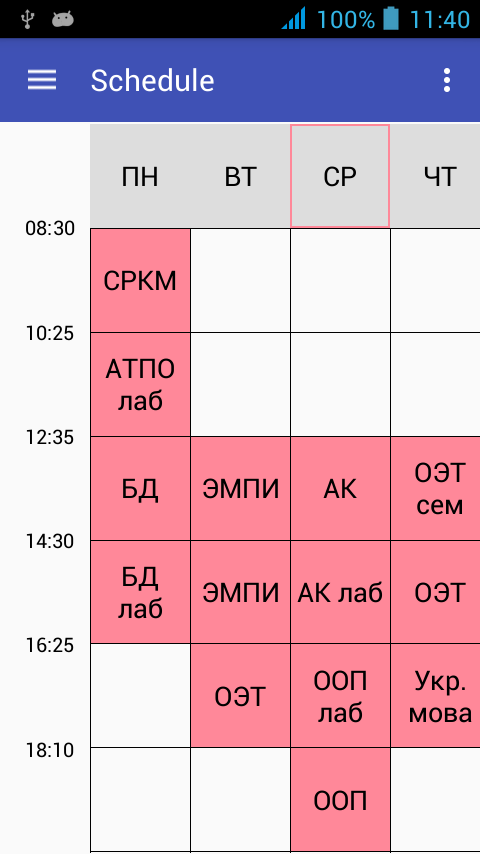 100% 11:40
Schedule
ПН ВТ СР ЧТ
08:30
СРКМ
10:25
АТПО
лаб
12:35
БД ЭМПИ АК ОЭТ
сем
14:30
БД
лаб
ЭМПИ АК лаб ОЭТ
16:25
ОЭТ ООП
лаб
Укр.
мова
18:10
ООП